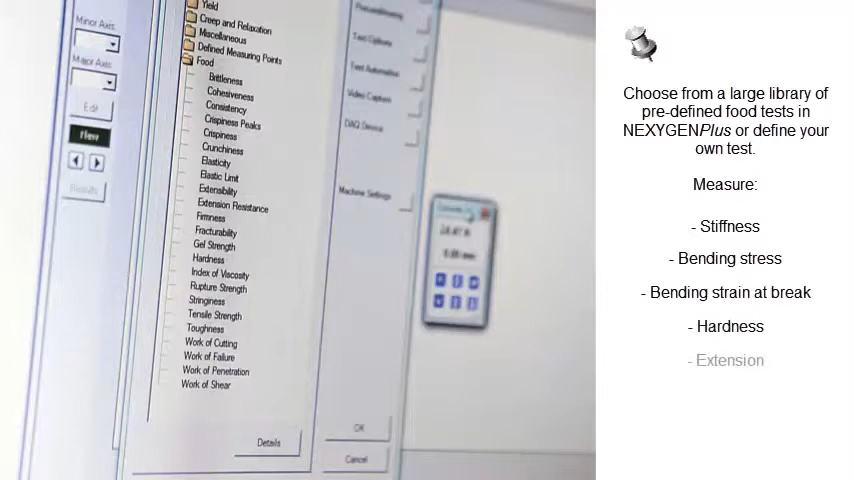 Minor Axis:
Major Axis:
Edit
New
Results
Yield
Creep and Relaxation
Miscellaneous
Defined Measuring Points
Food
Brittleness
Cohesiveness
Consistency
Crispiness Peaks
Crispiness
Crunchiness
Elasticity
Elastic Limit
Extensibility
Extension Resistance
Firmness
Fracturability
Gel Strength
Hardness
Index of Viscosity
Rupture Strength
Stringiness
Tensile Strength
Toughness
Work of Cutting
Work of Failure
Work of Penetration
Work of Shear
Details
Preconditioning
Test Options
Test Automation
Video Capture
DAQ Device
Machine Settings
OK
Cancel
Choose from a large library of
pre-defined food tests in
NEXYGENPlus or define your
own test.
Measure:
- Stiffness
- Bending stress
- Bending strain at break
- Hardness
- Extension